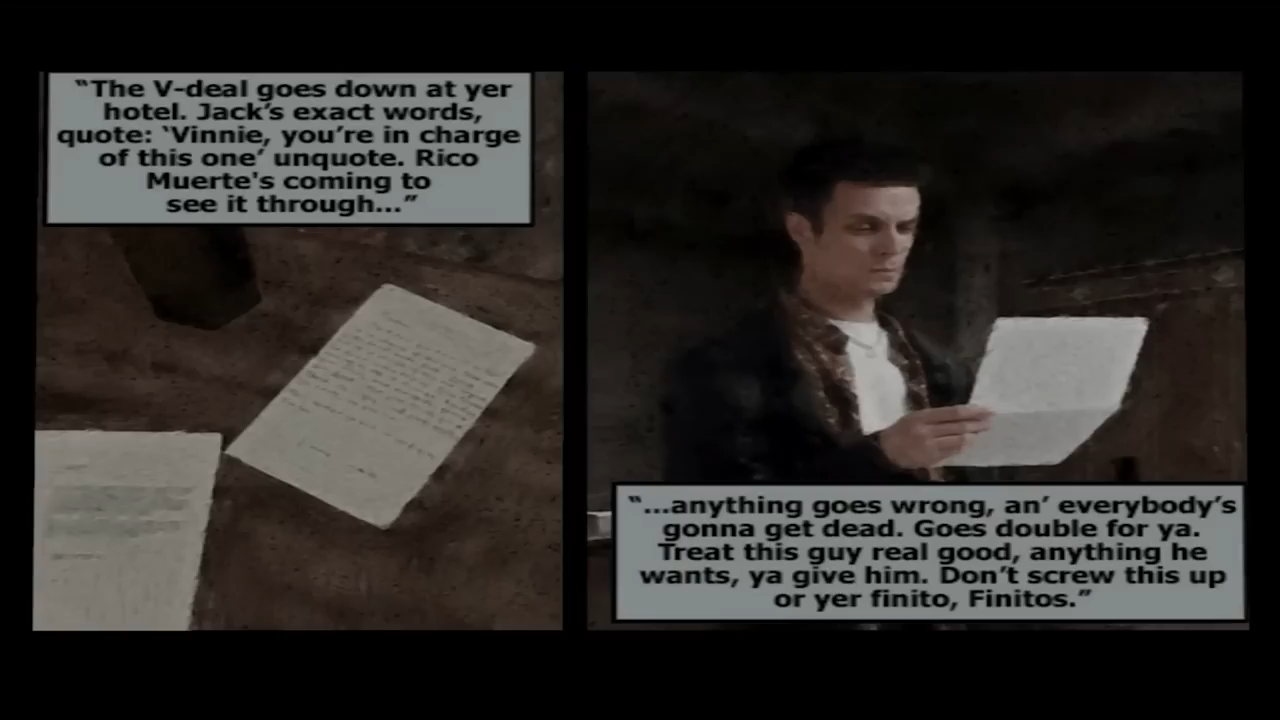 “The V-deal goes down at yer
hotel. Jack’s exact words,
quote: ‘Vinnie, you’re in charge
of this one’ unquote. Rico
Muerte's coming to
see it through...”
“...anything goes wrong, an’ everybody’s
gonna get dead. Goes double for ya.
Treat this guy real good, anything he
wants, ya give him. Don’t screw this up
or yer finito, Finitos.”